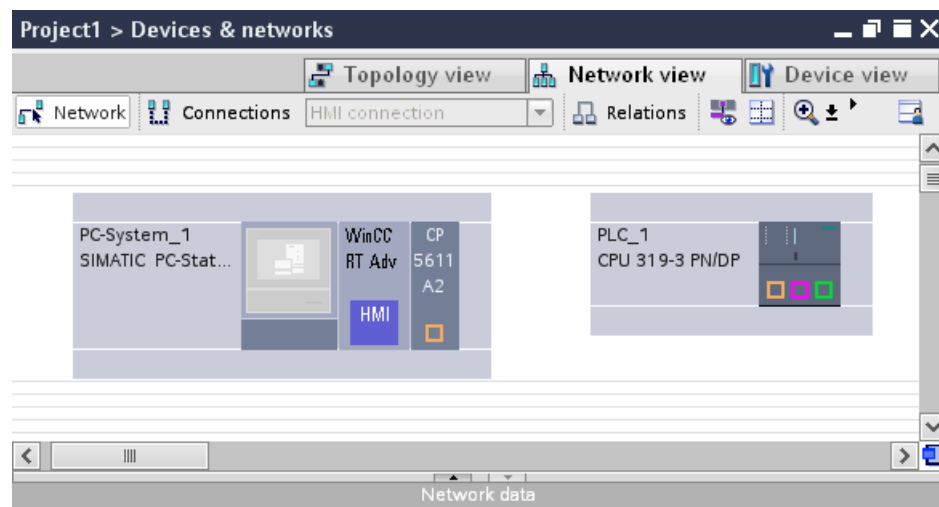 Project1 > Devices & networks
Topology view
Network view
Device view
Network
Connections
HMI connection
Relations
PC-System_1
SIMATIC PC-Stat...
WinCC
RT Adv
HMI
CP
5611
A2
PLC_1
CPU 319-3 PN/DP
Network data